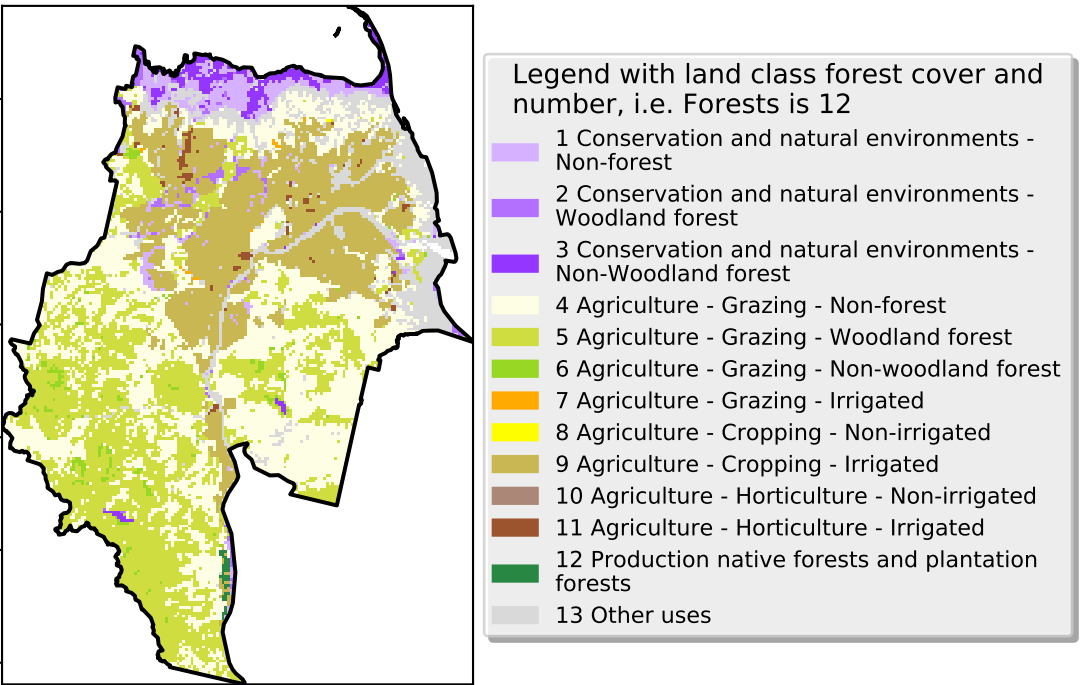 Legend with land class forest cover and
number, i.e. Forests is 12
1 Conservation and natural environments -
Non-forest
2 Conservation and natural environments -
Woodland forest
3 Conservation and natural environments -
Non-Woodland forest
4 Agriculture - Grazing - Non-forest
5 Agriculture - Grazing - Woodland forest
6 Agriculture - Grazing - Non-woodland forest
7 Agriculture - Grazing - Irrigated
8 Agriculture - Cropping - Non-irrigated
9 Agriculture - Cropping - Irrigated
10 Agriculture - Horticulture - Non-irrigated
11 Agriculture - Horticulture - Irrigated
12 Production native forests and plantation
forests
13 Other uses